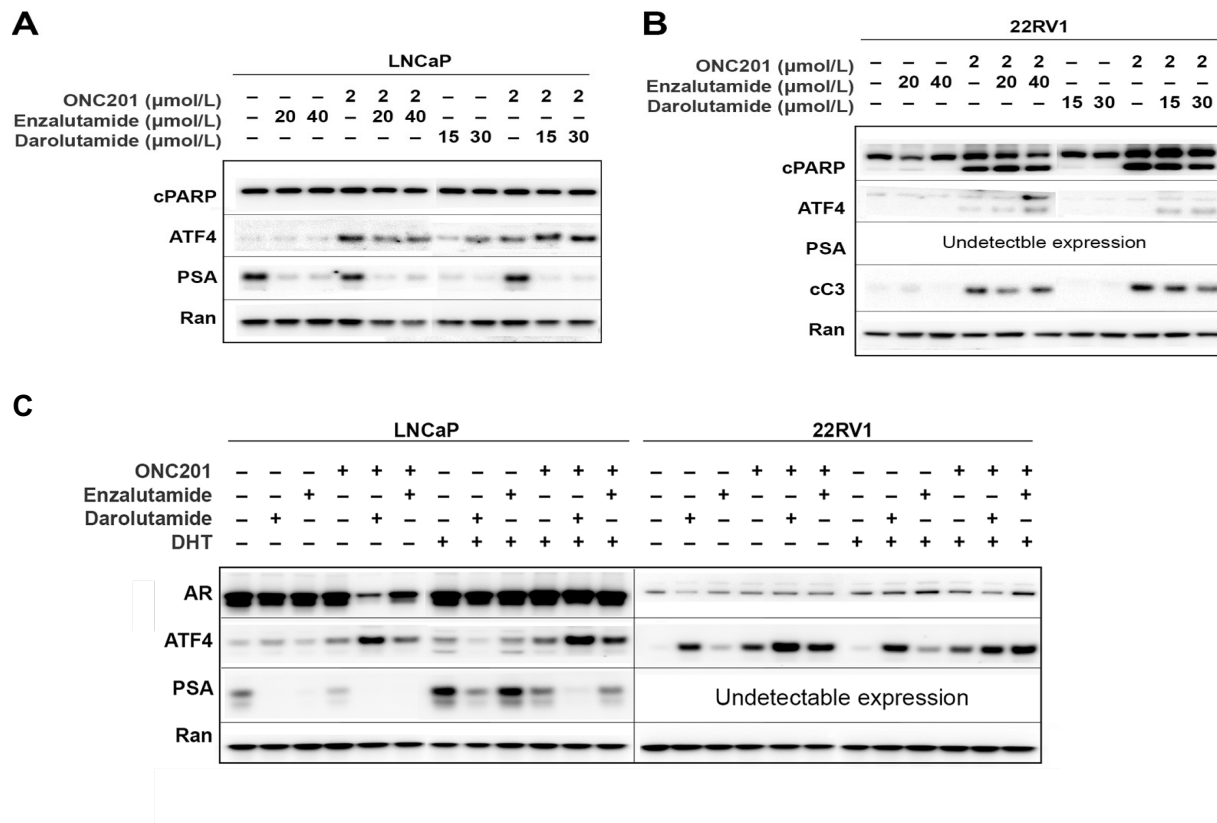 A
LNCaP
ONC201 (µmol/L) – – – 2 2 2 – – 2 2 2
Enzalutamide (µmol/L) – 20 40 – 20 40 – – – – –
Darolutamide (µmol/L) – – – – – – 15 30 – 15 30
cPARP
ATF4
PSA
Ran
B
22RV1
ONC201 (µmol/L) – – – 2 2 2 – – 2 2 2
Enzalutamide (µmol/L) – 20 40 – 20 40 – – – – –
Darolutamide (µmol/L) – – – – – – 15 30 – 15 30
cPARP
ATF4
PSA Undetectble expression
cC3
Ran
C
LNCaP 22RV1
ONC201 – – – + + + – – – + + + – – – + + + – – – + + +
Enzalutamide – – + – – + – – + – – + – – + – – + – – + – – +
Darolutamide – + – – + – – + – – + – – + – – + – – + – – + –
DHT – – – – – – + + + + + + – – – – – – + + + + + +
AR
ATF4
PSA Undetectable expression
Ran